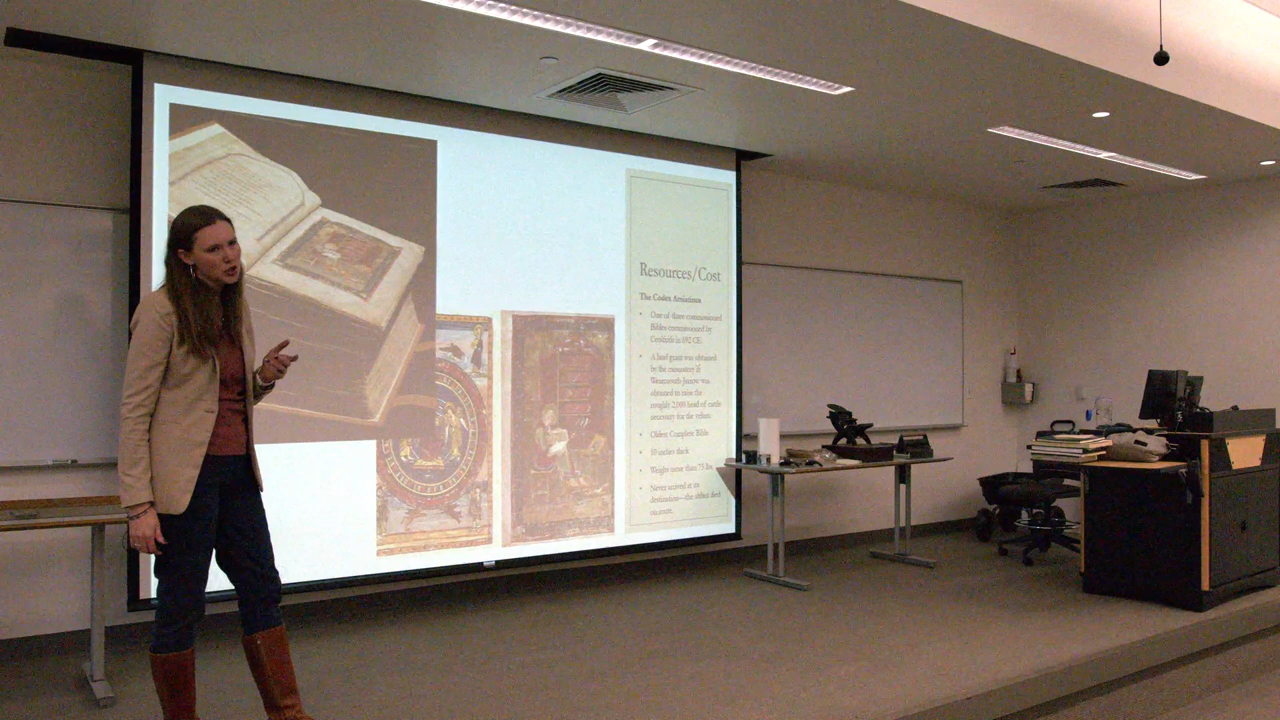 Resources/Cost
The Codex Amiatinus
• One of three commissioned
Bibles commissioned by
Ceolfrith in 692 CE.
• A land grant was obtained
by the monastery if
Wearmouth-Jarrow was
obtained to raise the
roughly 2,000 head of cattle
necessary for the vellum.
• Oldest Complete Bible
• 10 inches thick
• Weighs more than 75 lbs.
• Never arrived at its
destination—the abbot died
en route.